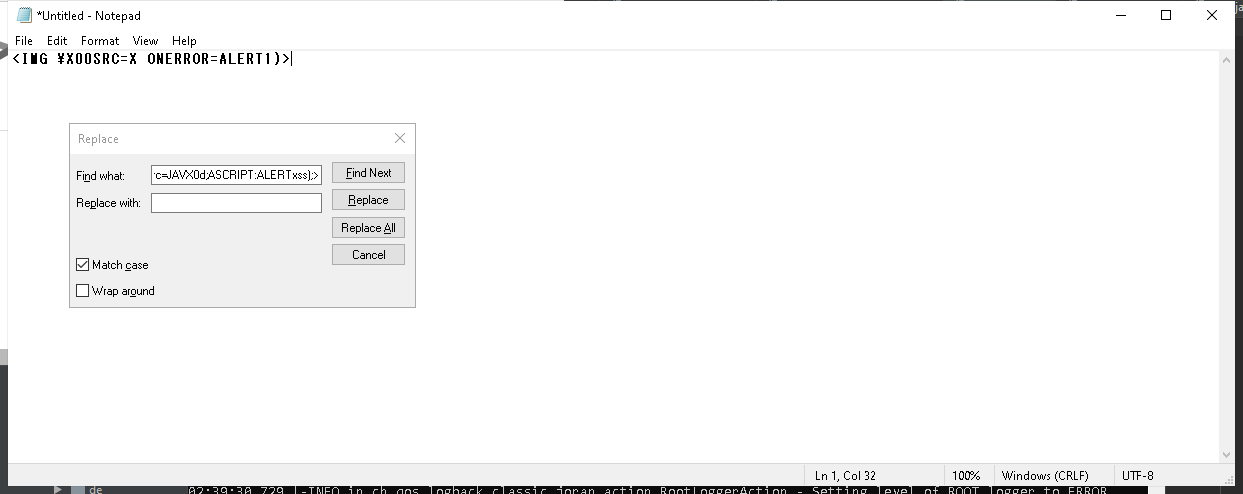 *Untitled - Notepad
File Edit Format View Help
<IMG ¥X00SRC=X ONERROR=ALERT1)>
Replace
Find what: c=JAVX0d;ASCRIPT:ALERTxss);> Find Next
Replace with: Replace
Replace All
Cancel
Match case
Wrap around
Ln 1, Col 32 100% Windows (CRLF) UTF-8
de 02:39:30,729 |-INFO in ch.qos.logback.classic.joran.action.RootLoggerAction - Setting level of ROOT logger to ERROR